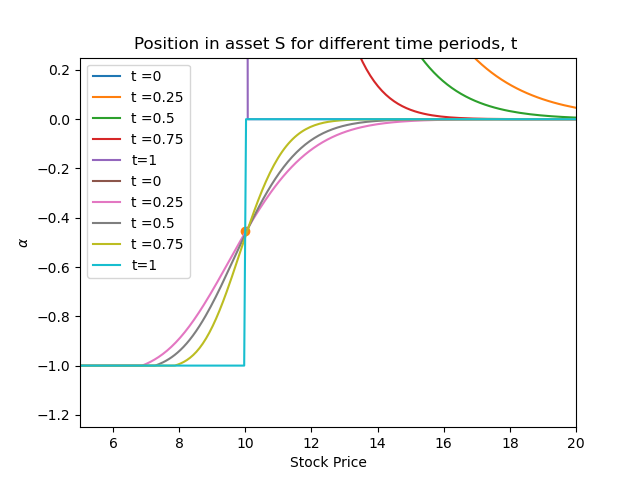 Position in asset S for different time periods, t
t =0
t =0.25
t =0.5
t =0.75
t=1
t =0
t =0.25
t =0.5
t =0.75
t=1
0.2
0.0
−0.2
−0.4
−0.6
−0.8
−1.0
−1.2
α
6 8 10 12 14 16 18 20
Stock Price